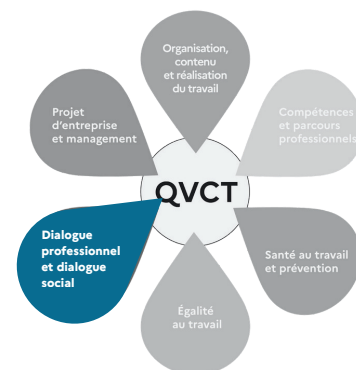 Organisation,
contenu
et réalisation
du travail
Projet
d'entreprise
et management
Compétences
et parcours
professionnels
QVCT
Dialogue
professionnel
et dialogue
social
Santé au travail
et prévention
Égalité
au travail